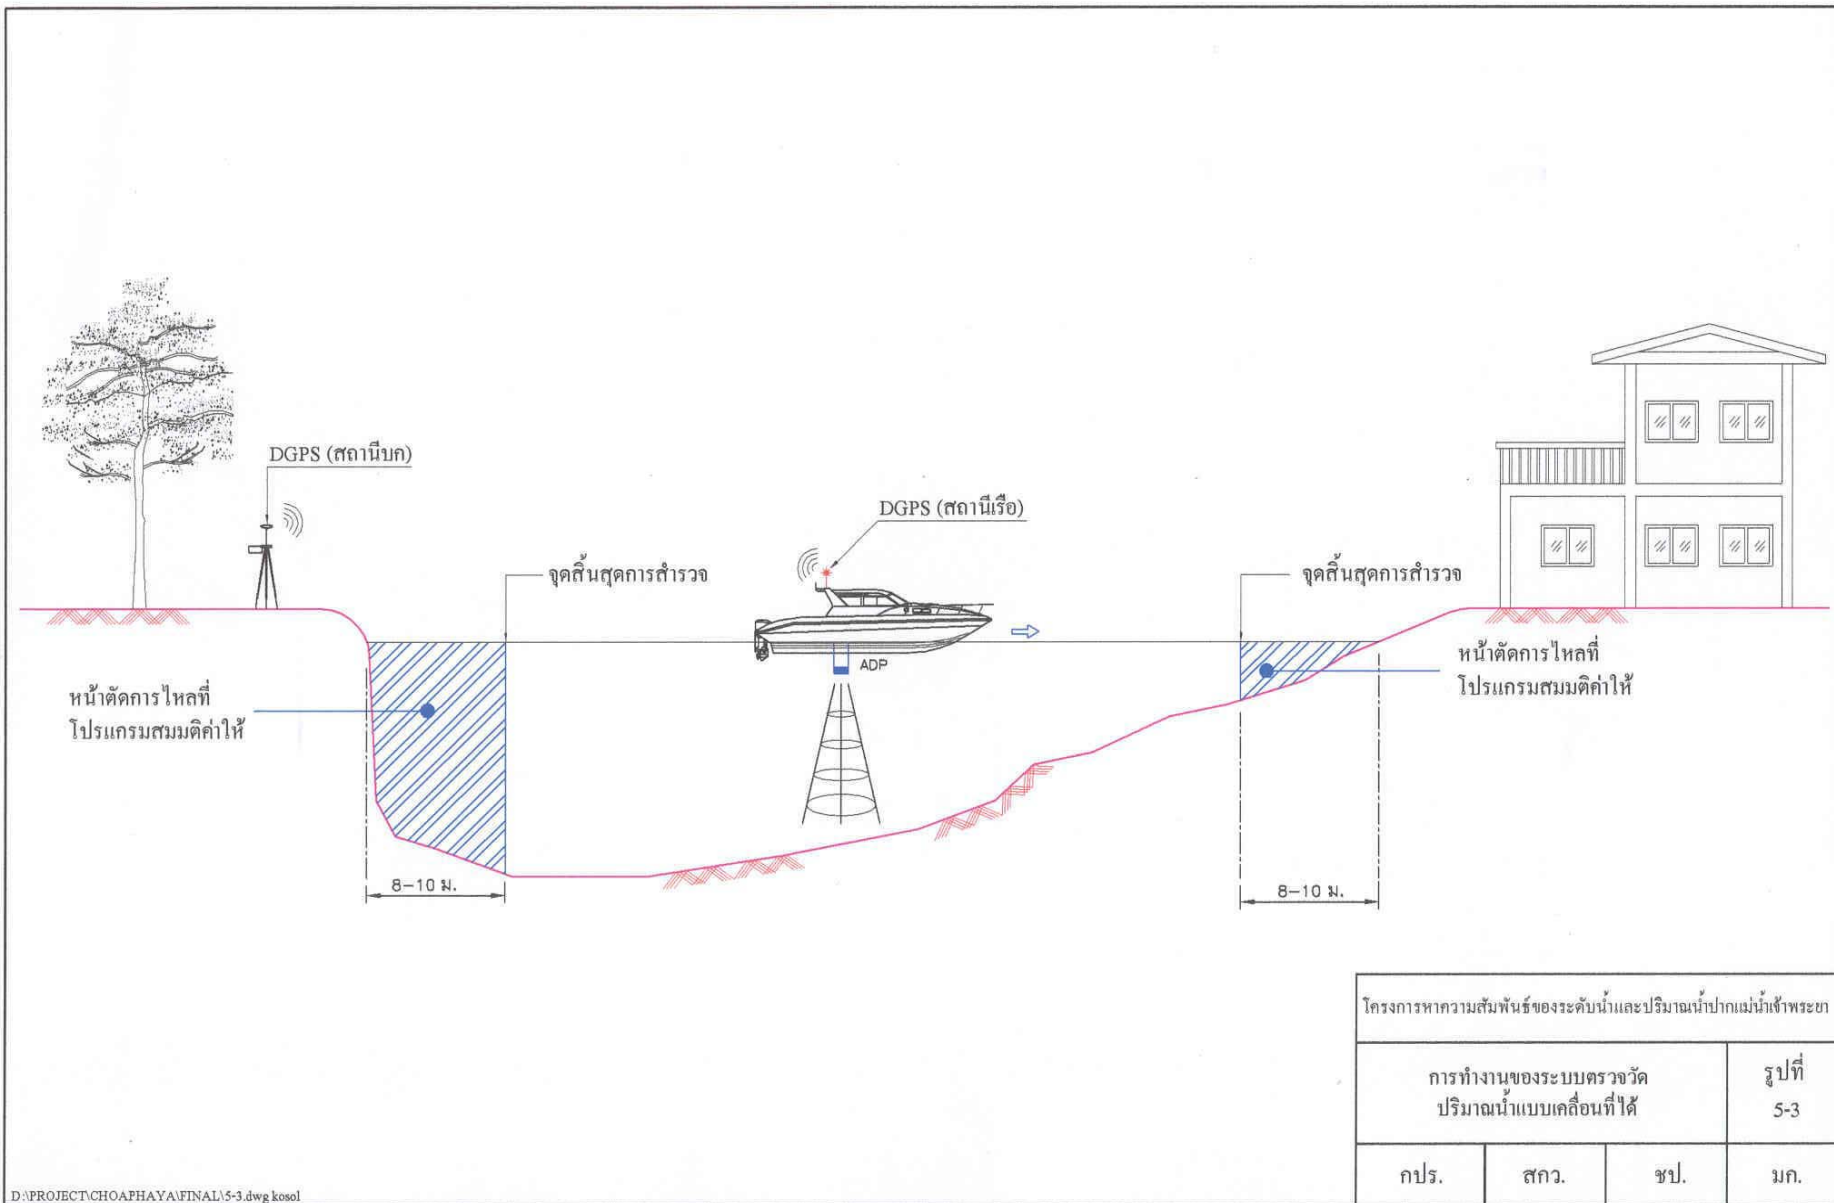 DGPS (สถานีบก)
DGPS (สถานีเรือ)
จุดสิ้นสุดการสำรวจ
จุดสิ้นสุดการสำรวจ
ADP
หน้าตัดการไหลที่
โปรแกรมสมมติค่าให้
หน้าตัดการไหลที่
โปรแกรมสมมติค่าให้
8-10 ม.
8-10 ม.
โครงการหาความสัมพันธ์ของระดับน้ำและปริมาณน้ำปากแม่น้ำเจ้าพระยา
การทำงานของระบบตรวจวัด
ปริมาณน้ำแบบเคลื่อนที่ได้
รูปที่
5-3
กปร. สกว. ชป. มก.
D:\PROJECT\CHOAPHAYA\FINAL\5-3.dwg kosol